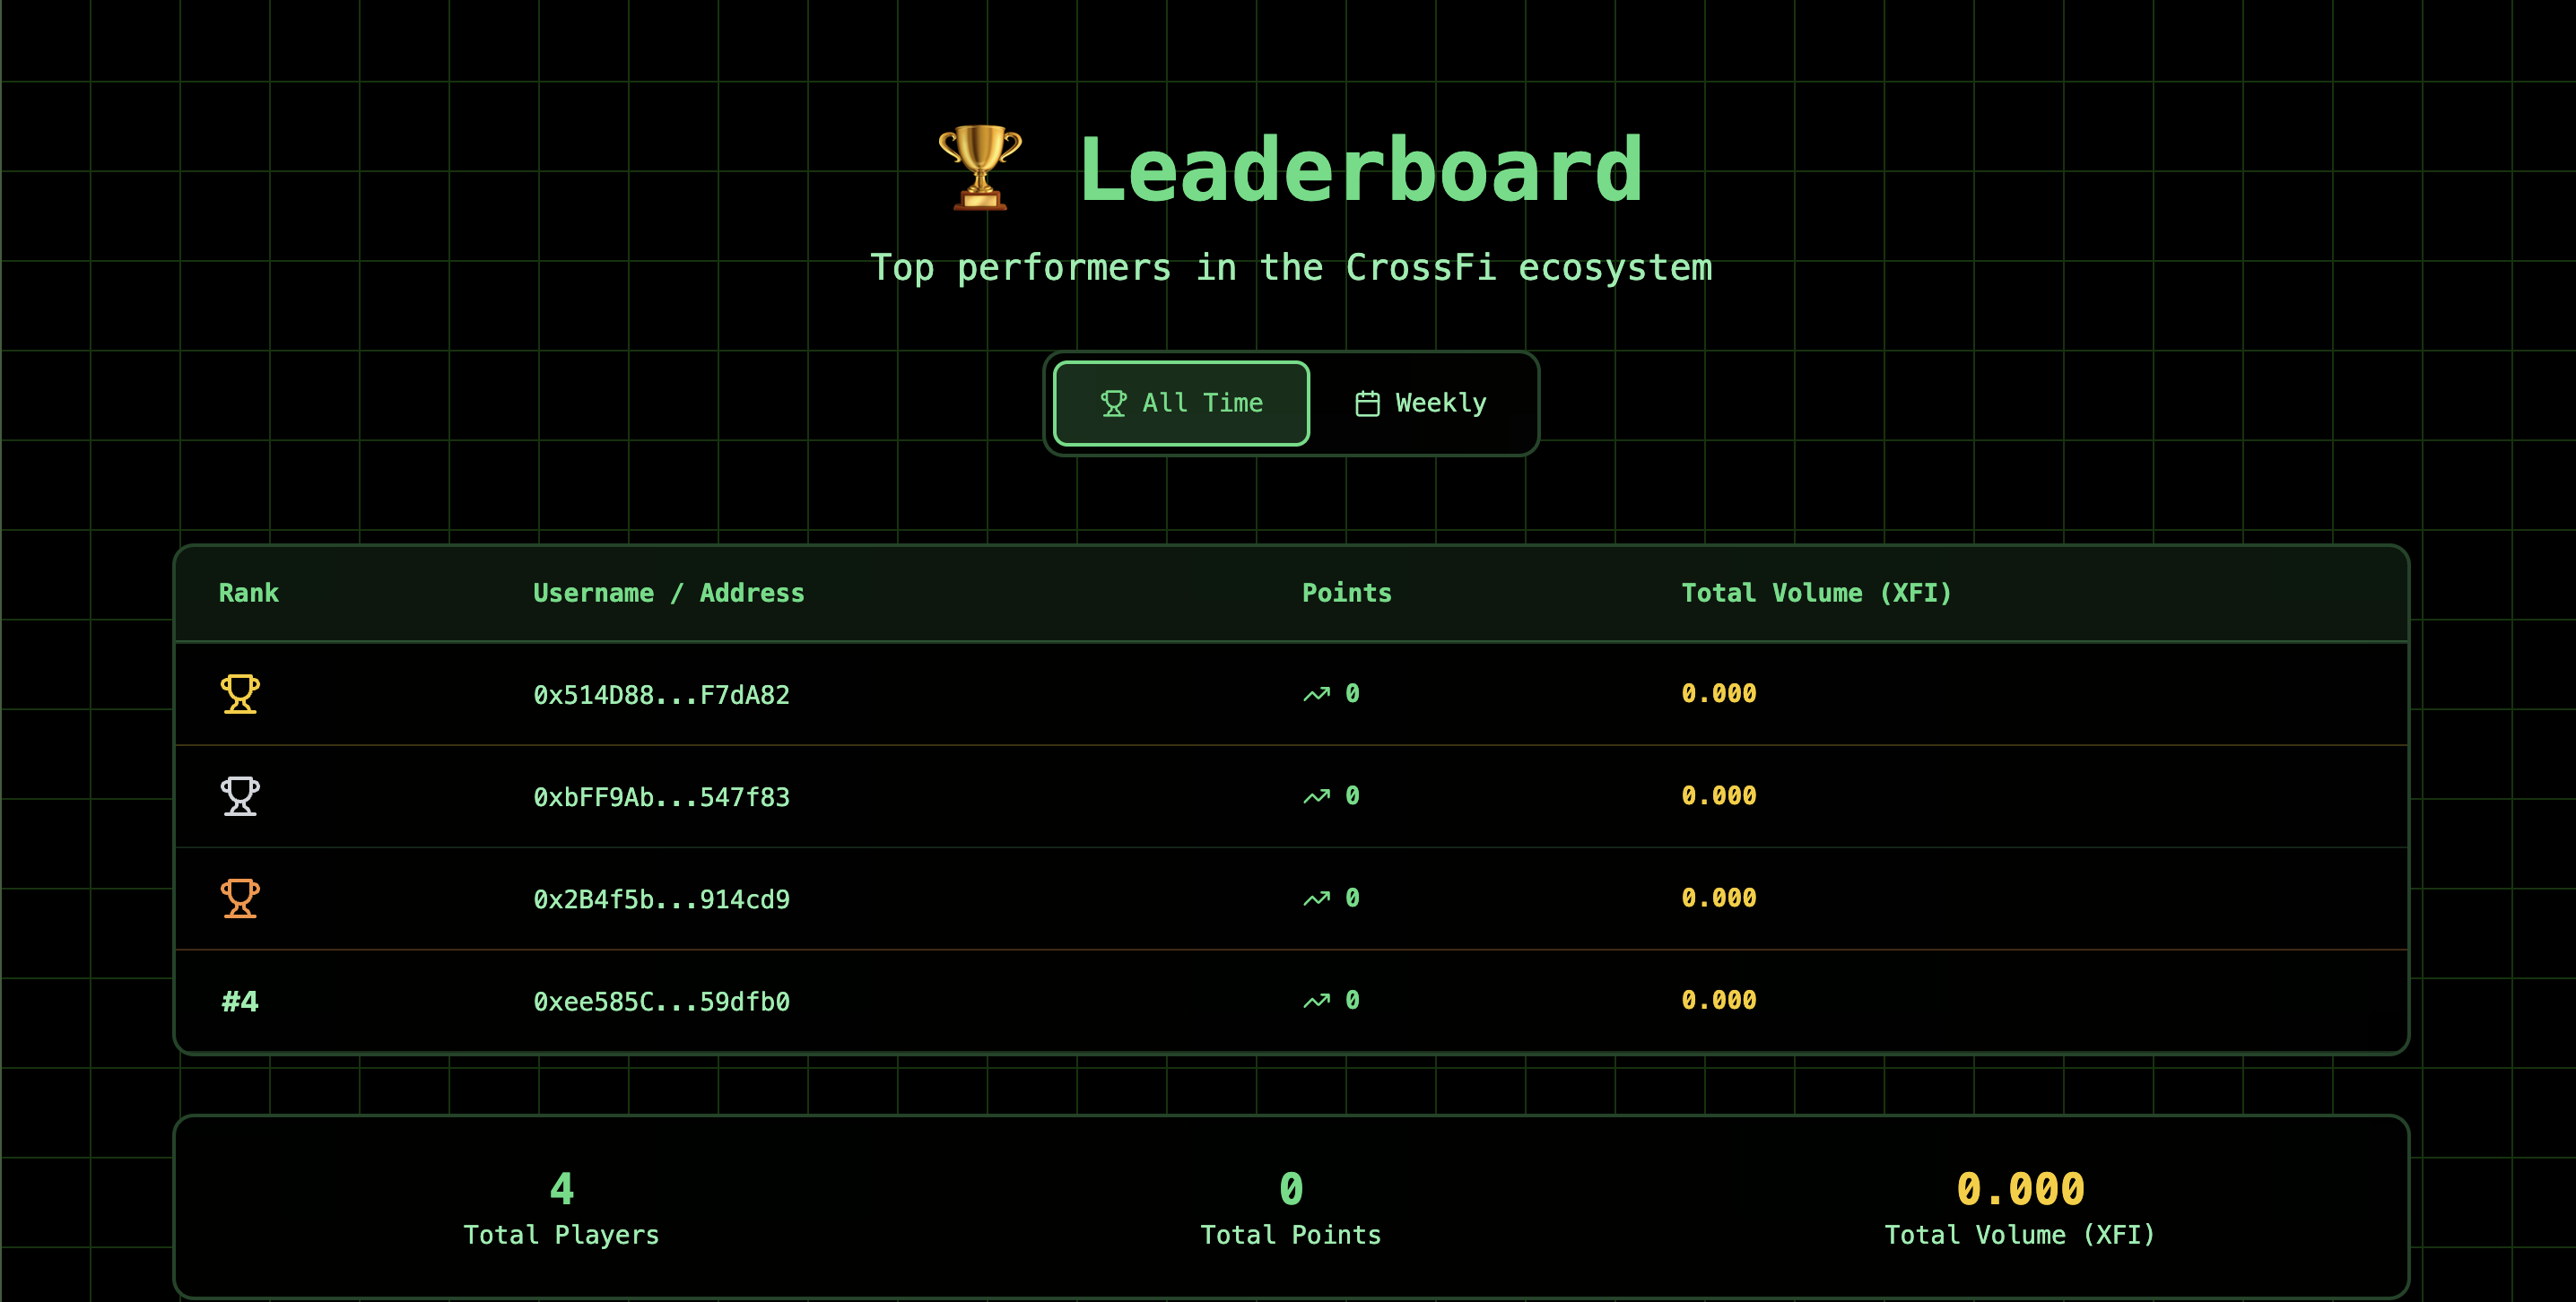 Leaderboard
Top performers in the CrossFi ecosystem
All Time Weekly
Rank Username / Address Points Total Volume (XFI)
0x514D88...F7dA82 0 0.000
0xbFF9Ab...547f83 0 0.000
0x2B4f5b...914cd9 0 0.000
#4 0xee585C...59dfb0 0 0.000
4 0 0.000
Total Players Total Points Total Volume (XFI)